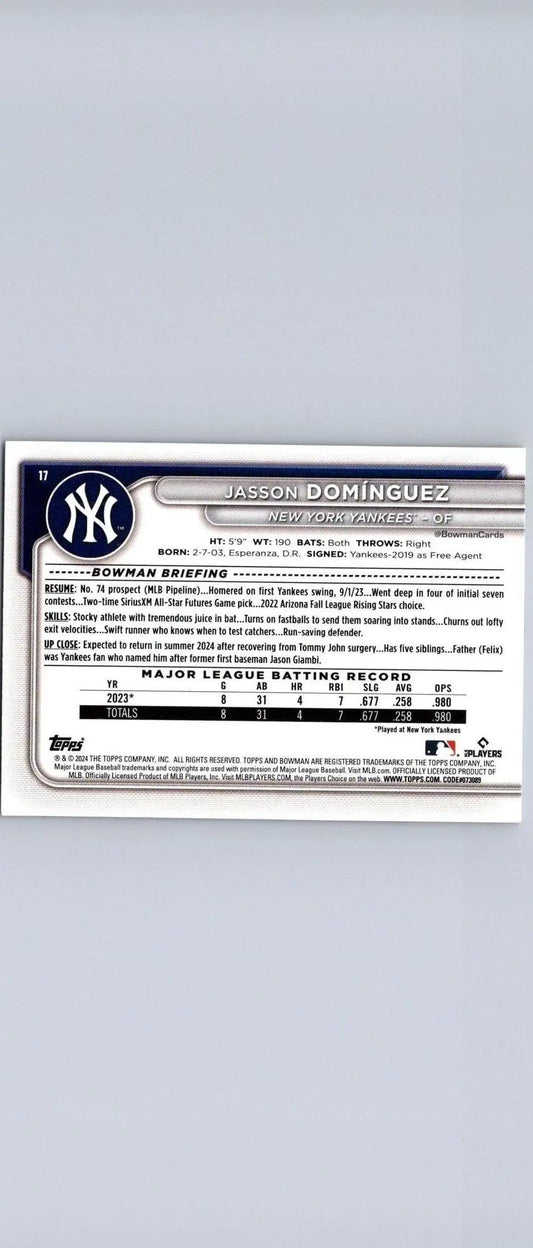 17
NY
TM
JASSON DOMÍNGUEZ
NEW YORK YANKEES™ – OF
@BowmanCards
HT: 5'9" WT: 190 BATS: Both THROWS: Right
BORN: 2-7-03, Esperanza, D.R. SIGNED: Yankees-2019 as Free Agent
BOWMAN BRIEFING
RESUME: No. 74 prospect (MLB Pipeline)...Homered on first Yankees swing, 9/1/23...Went deep in four of initial seven
contests...Two-time SiriusXM All-Star Futures Game pick...2022 Arizona Fall League Rising Stars choice.
SKILLS: Stocky athlete with tremendous juice in bat...Turns on fastballs to send them soaring into stands...Churns out lofty
exit velocities...Swift runner who knows when to test catchers...Run-saving defender.
UP CLOSE: Expected to return in summer 2024 after recovering from Tommy John surgery...Has five siblings...Father (Felix)
was Yankees fan who named him after former first baseman Jason Giambi.
MAJOR LEAGUE BATTING RECORD
YR G AB HR RBI SLG AVG OPS
2023* 8 31 4 7 .677 .258 .980
TOTALS 8 31 4 7 .677 .258 .980
*Played at New York Yankees
Topps
PLAYERS
® & © 2024 THE TOPPS COMPANY, INC. ALL RIGHTS RESERVED. TOPPS AND BOWMAN ARE REGISTERED TRADEMARKS OF THE TOPPS COMPANY, INC.
Major League Baseball trademarks and copyrights are used with permission of Major League Baseball. Visit MLB.com. OFFICIALLY LICENSED PRODUCT OF
MLB. Officially Licensed Product of MLB Players, Inc. Visit MLBPLAYERS.COM, the Players Choice on the web. WWW.TOPPS.COM. CODE#073089